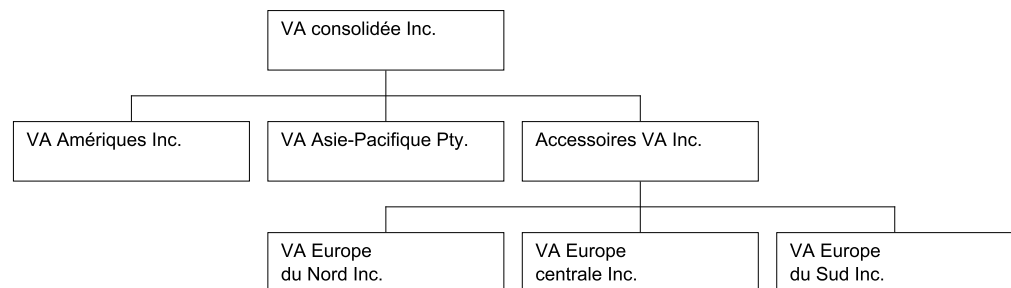 VA consolidée Inc.
VA Amériques Inc.
VA Asie-Pacifique Pty.
Accessoires VA Inc.
VA Europe
du Nord Inc.
VA Europe
centrale Inc.
VA Europe
du Sud Inc.